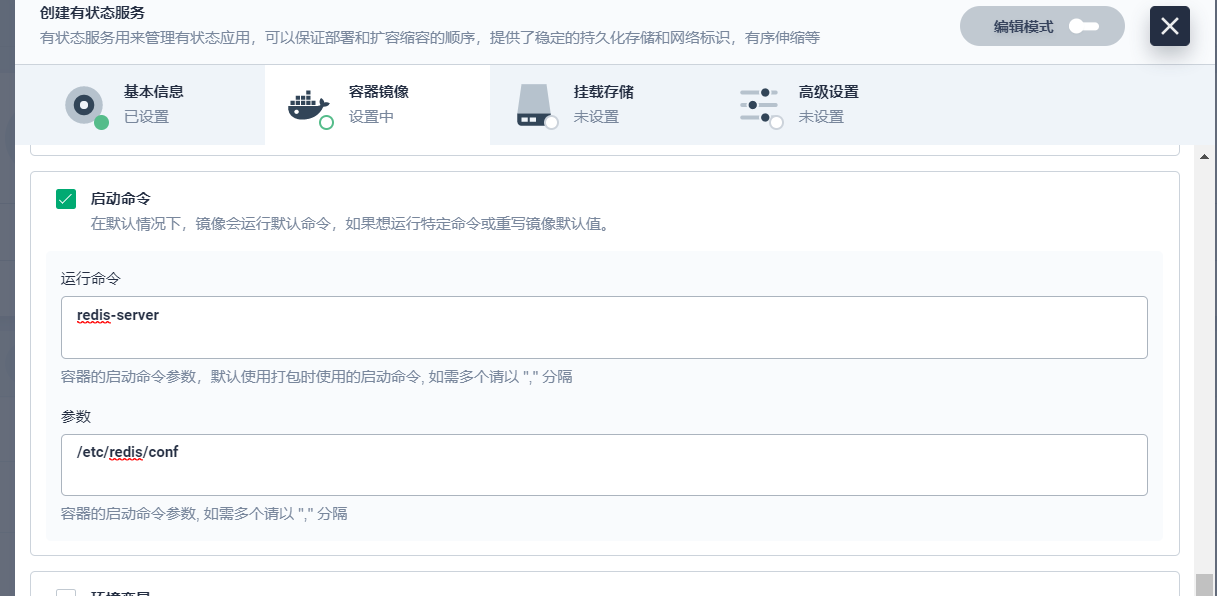 创建有状态服务
有状态服务用来管理有状态应用，可以保证部署和扩容缩容的顺序，提供了稳定的持久化存储和网络标识，有序伸缩等
编辑模式
基本信息
已设置
容器镜像
设置中
挂载存储
未设置
高级设置
未设置
启动命令
在默认情况下，镜像会运行默认命令，如果想运行特定命令或重写镜像默认值。
运行命令
redis-server
容器的启动命令参数，默认使用打包时使用的启动命令, 如需多个请以 "," 分隔
参数
/etc/redis/conf
容器的启动命令参数, 如需多个请以 "," 分隔
环境变量